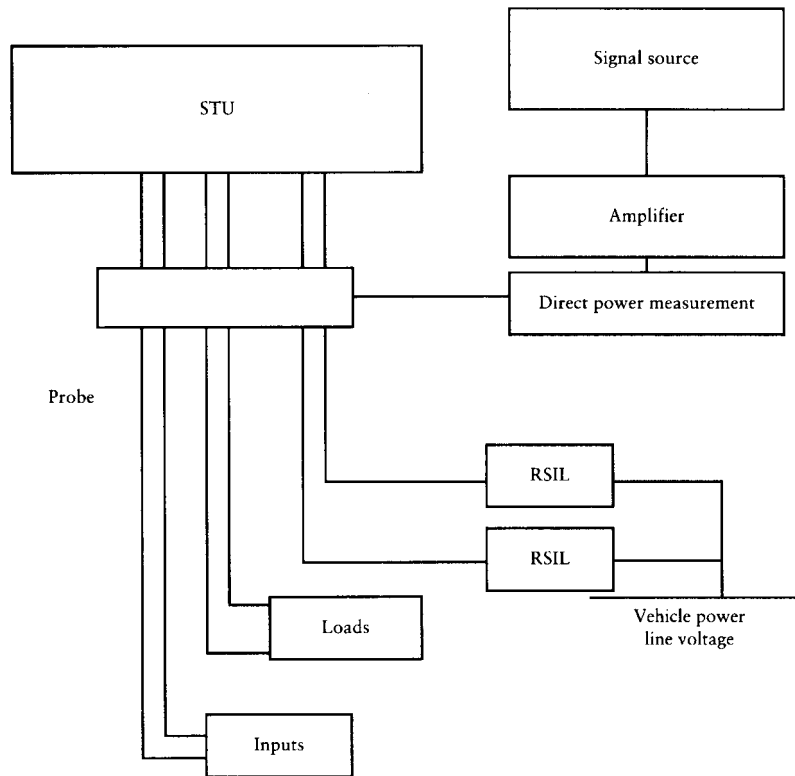 Signal source
STU
Amplifier
Direct power measurement
Probe
RSIL
RSIL
Loads
Vehicle power
line voltage
Inputs